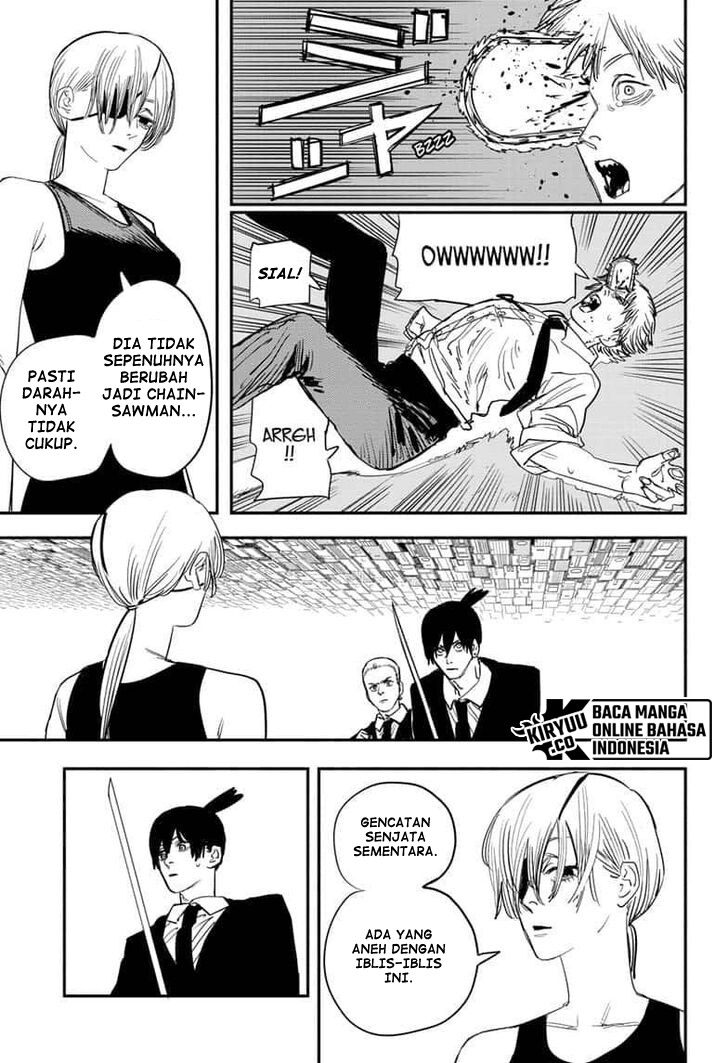 BZZZ
OWWWWWW!!
SIAL!
ARRGH
!!
DIA TIDAK
SEPENUHNYA
BERUBAH
JADI CHAIN-
SAWMAN...
PASTI
DARAH-
NYA
TIDAK
CUKUP.
KIRYUU
.CO
BACA MANGA
ONLINE BAHASA
INDONESIA
GENCATAN
SENJATA
SEMENTARA.
ADA YANG
ANEH DENGAN
IBLIS-IBLIS
INI.